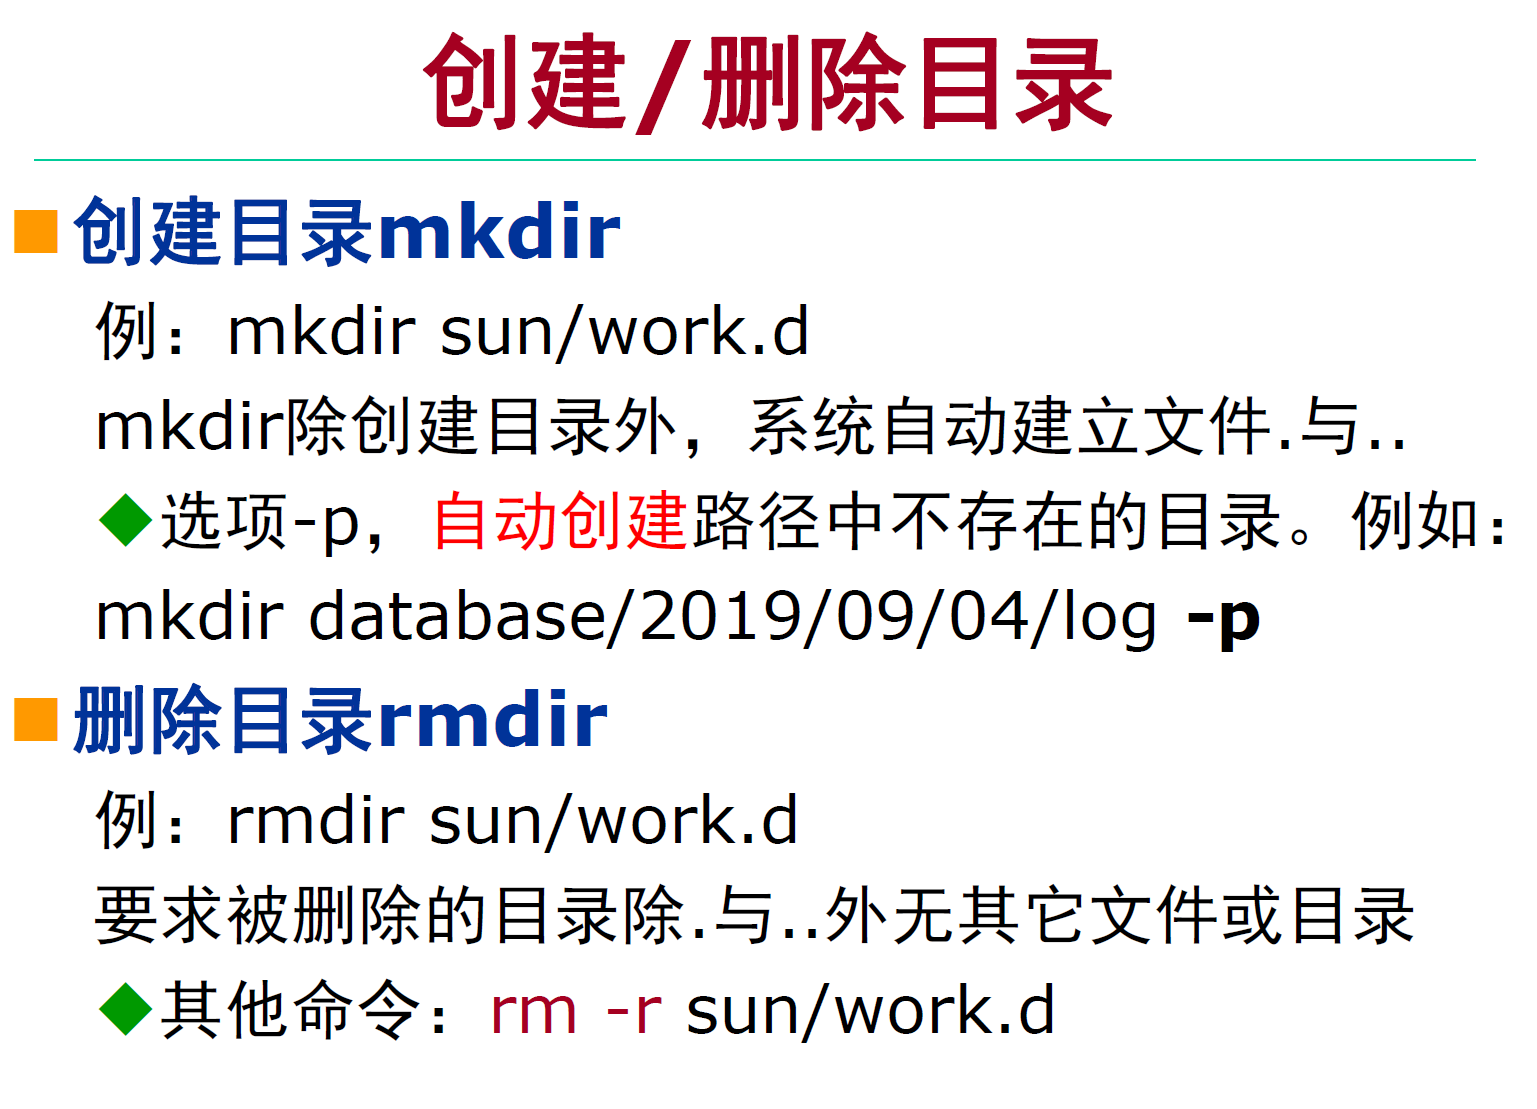 创建/删除目录
创建目录mkdir
例：mkdir sun/work.d
mkdir除创建目录外，系统自动建立文件.与..
选项-p，自动创建路径中不存在的目录。例如：
mkdir database/2019/09/04/log -p
删除目录rmdir
例：rmdir sun/work.d
要求被删除的目录除.与..外无其它文件或目录
其他命令：rm -r sun/work.d